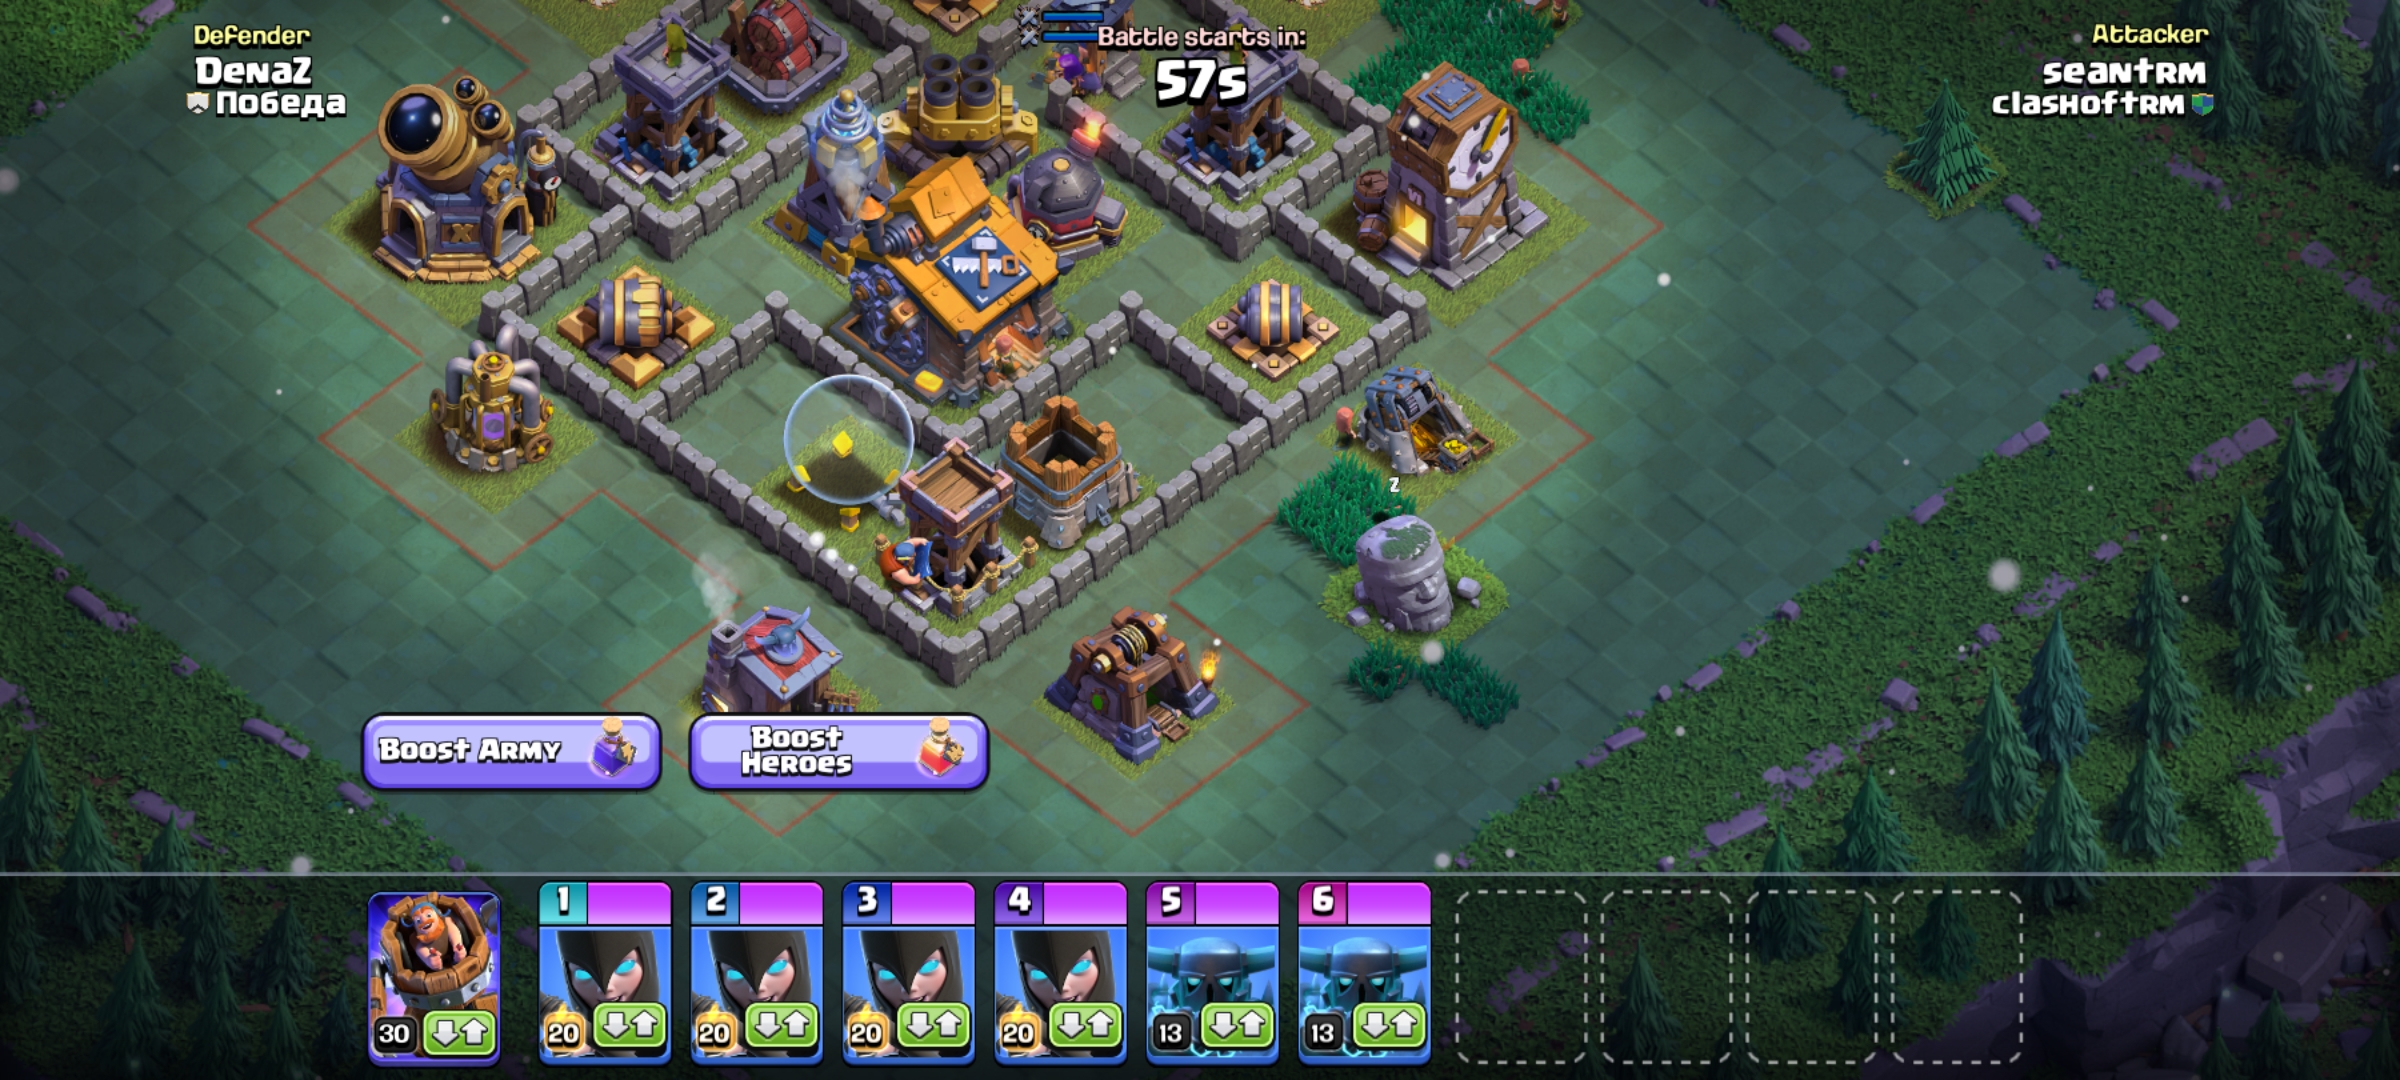 Defender
DenaZ
Победа
Battle starts in:
57s
Attacker
seantRM
clashoftRM
X
VI
z
Boost Army
Boost Heroes
30
1
20
2
20
3
20
4
20
5
13
6
13